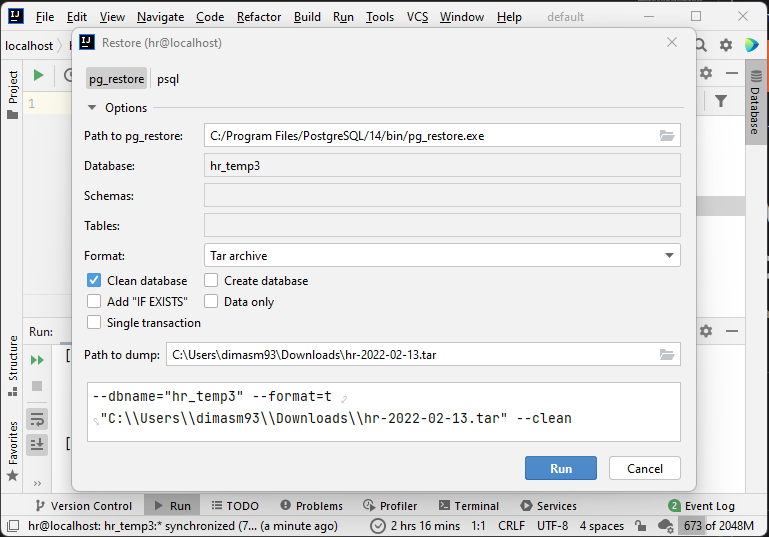 IJ File Edit View Navigate Code Refactor Build Run Tools VCS Window Help default
localhost
Restore (hr@localhost)
pg_restore psql
Options
Path to pg_restore: C:/Program Files/PostgreSQL/14/bin/pg_restore.exe
Database: hr_temp3
Schemas:
Tables:
Format: Tar archive
Clean database Create database
Add "IF EXISTS" Data only
Single transaction
Path to dump: C:\Users\dimasm93\Downloads\hr-2022-02-13.tar
--dbname="hr_temp3" --format=t
"C:\\Users\\dimasm93\\Downloads\\hr-2022-02-13.tar" --clean
Run Cancel
Project
1
Database
Run:
[
[
Structure
Favorites
Version Control Run TODO Problems Profiler Terminal Services 2 Event Log
hr@localhost: hr_temp3:* synchronized (7... (a minute ago) 2 hrs 16 mins 1:1 CRLF UTF-8 4 spaces 673 of 2048M